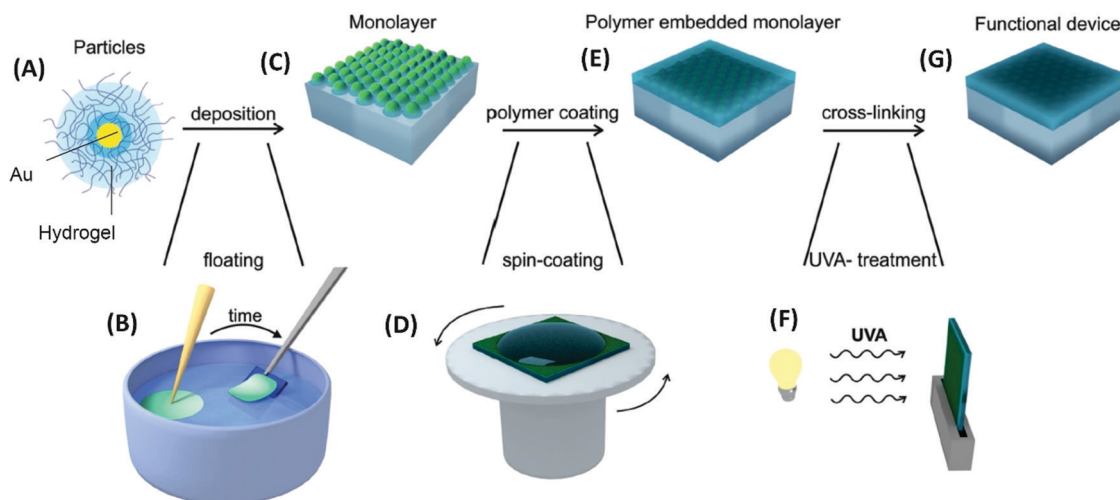 Particles
(A)
Au
Hydrogel
deposition
floating
(B)
time
(C)
Monolayer
polymer coating
spin-coating
(D)
(E)
Polymer embedded monolayer
cross-linking
UVA- treatment
(F)
UVA
(G)
Functional device